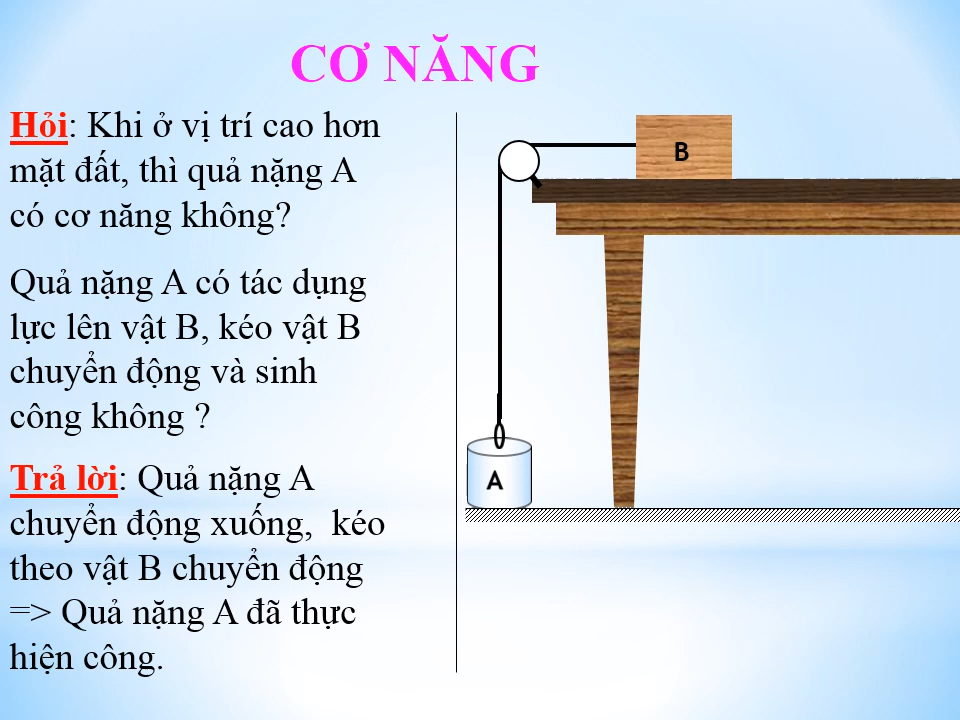 CƠ NĂNG
Hỏi: Khi ở vị trí cao hơn
mặt đất, thì quả nặng A
có cơ năng không?
Quả nặng A có tác dụng
lực lên vật B, kéo vật B
chuyển động và sinh
công không ?
Trả lời: Quả nặng A
chuyển động xuống, kéo
theo vật B chuyển động
=> Quả nặng A đã thực
hiện công.
B
A